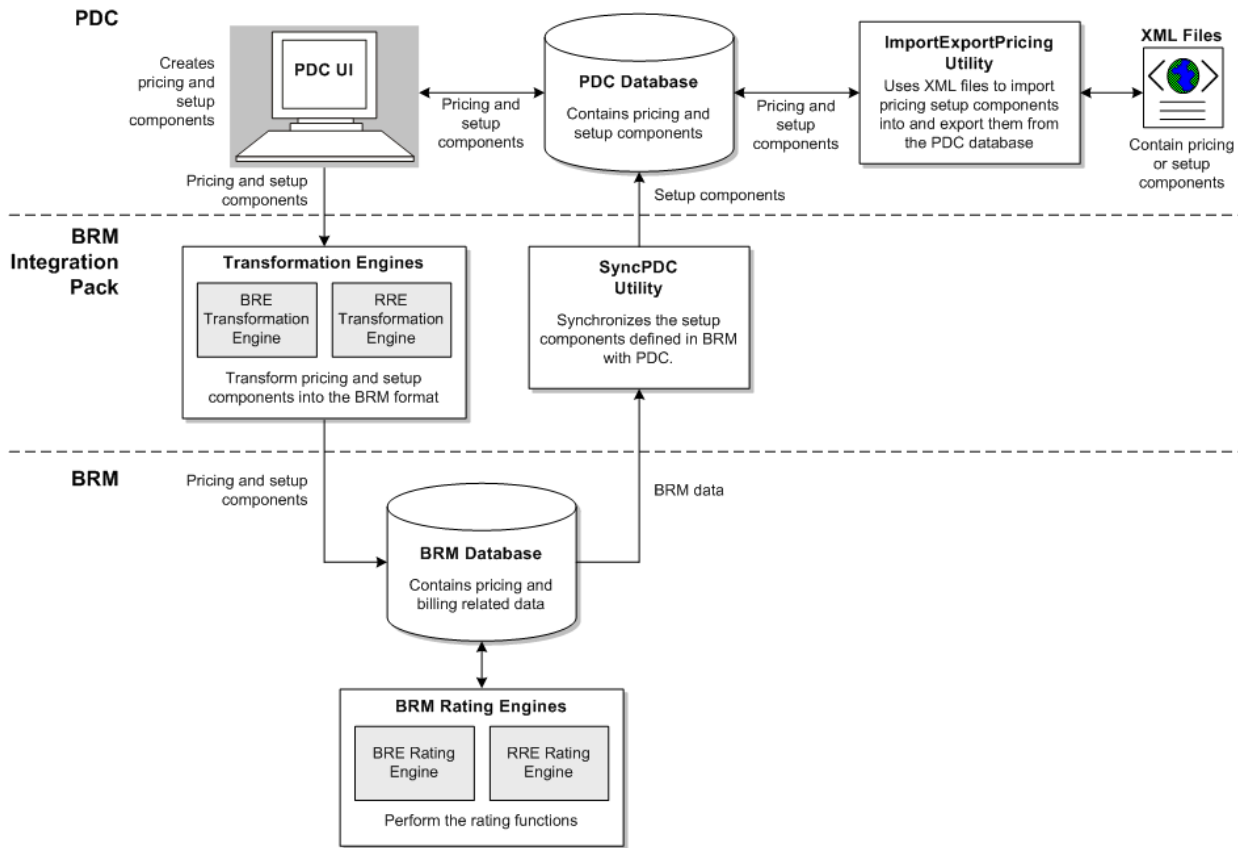 PDC
PDC UI
Creates
pricing and
setup
components
Pricing and
setup
components
PDC Database
Contains pricing and
setup components
Pricing and
setup
components
ImportExportPricing
Utility
Uses XML files to import
pricing setup components
into and export them from
the PDC database
XML Files
Contain pricing
or setup
components
Pricing and setup
components
Setup components
BRM
Integration
Pack
Transformation Engines
BRE
Transformation
Engine
RRE
Transformation
Engine
Transform pricing and setup
components into the BRM format
SyncPDC
Utility
Synchronizes the setup
components defined in BRM
with PDC.
BRM
Pricing and setup
components
BRM data
BRM Database
Contains pricing and
billing related data
BRM Rating Engines
BRE Rating
Engine
RRE Rating
Engine
Perform the rating functions